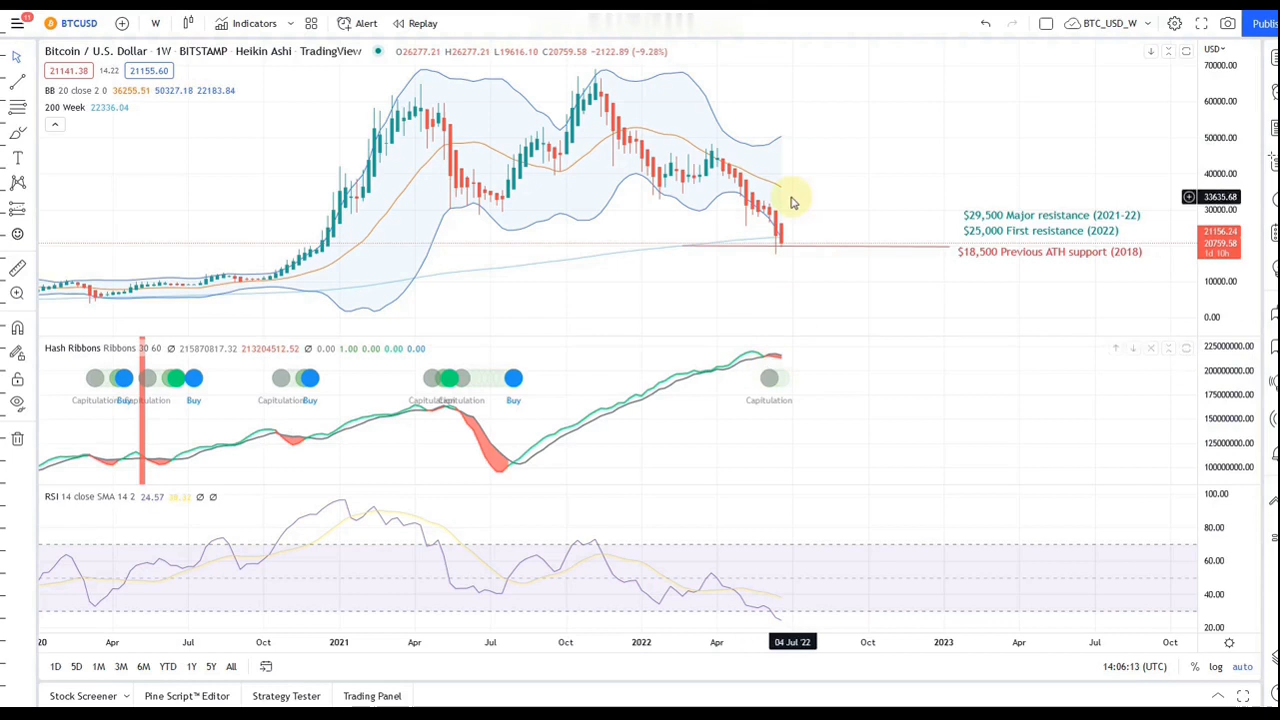 11
BTCUSD W Indicators Alert Replay BTC_USD_W Publis
Bitcoin / U.S. Dollar · 1W · BITSTAMP · Heikin Ashi · TradingView O26277.21 H26277.21 L19616.10 C20759.58 -2122.89 (-9.28%)
USD
21141.38 14.22 21155.60
BB 20 close 2 0 36255.51 50327.18 22183.84
200 Week 22336.04
70000.00
60000.00
50000.00
40000.00
33635.68
30000.00
$29,500 Major resistance (2021-22)
$25,000 First resistance (2022)
$18,500 Previous ATH support (2018)
21156.24
20759.58
1d 10h
10000.00
0.00
Hash Ribbons Ribbons 30 60 Ø 215870817.32 213204512.52 Ø 0.00 1.00 0.00 0.00 0.00
225000000.00
200000000.00
150000000.00
125000000.00
100000000.00
Capitulation Buy Capitulation Buy Capitulation Buy Capitulation Capitulation Buy Capitulation
RSI 14 close SMA 14 2 24.57 Ø Ø
100.00
80.00
60.00
40.00
20.00
20 Apr Jul Oct 2021 Apr Jul Oct 2022 Apr 04 Jul '22 Oct 2023 Apr Jul Oct
1D 5D 1M 3M 6M YTD 1Y 5Y All 14:06:13 (UTC) % log auto
Stock Screener Pine Script™ Editor Strategy Tester Trading Panel